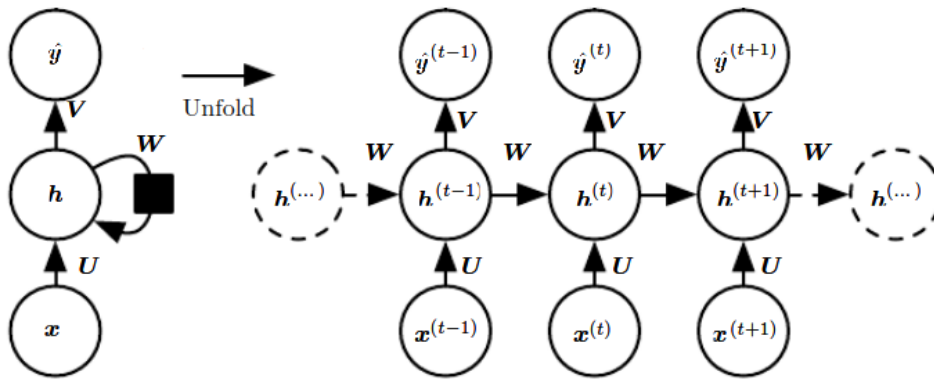 ŷ ŷ(t−1) ŷ(t) ŷ(t+1)
Unfold
V V V V
W W W W W
h h(...) h(t−1) h(t) h(t+1) h(...)
U U U U
x x(t−1) x(t) x(t+1)